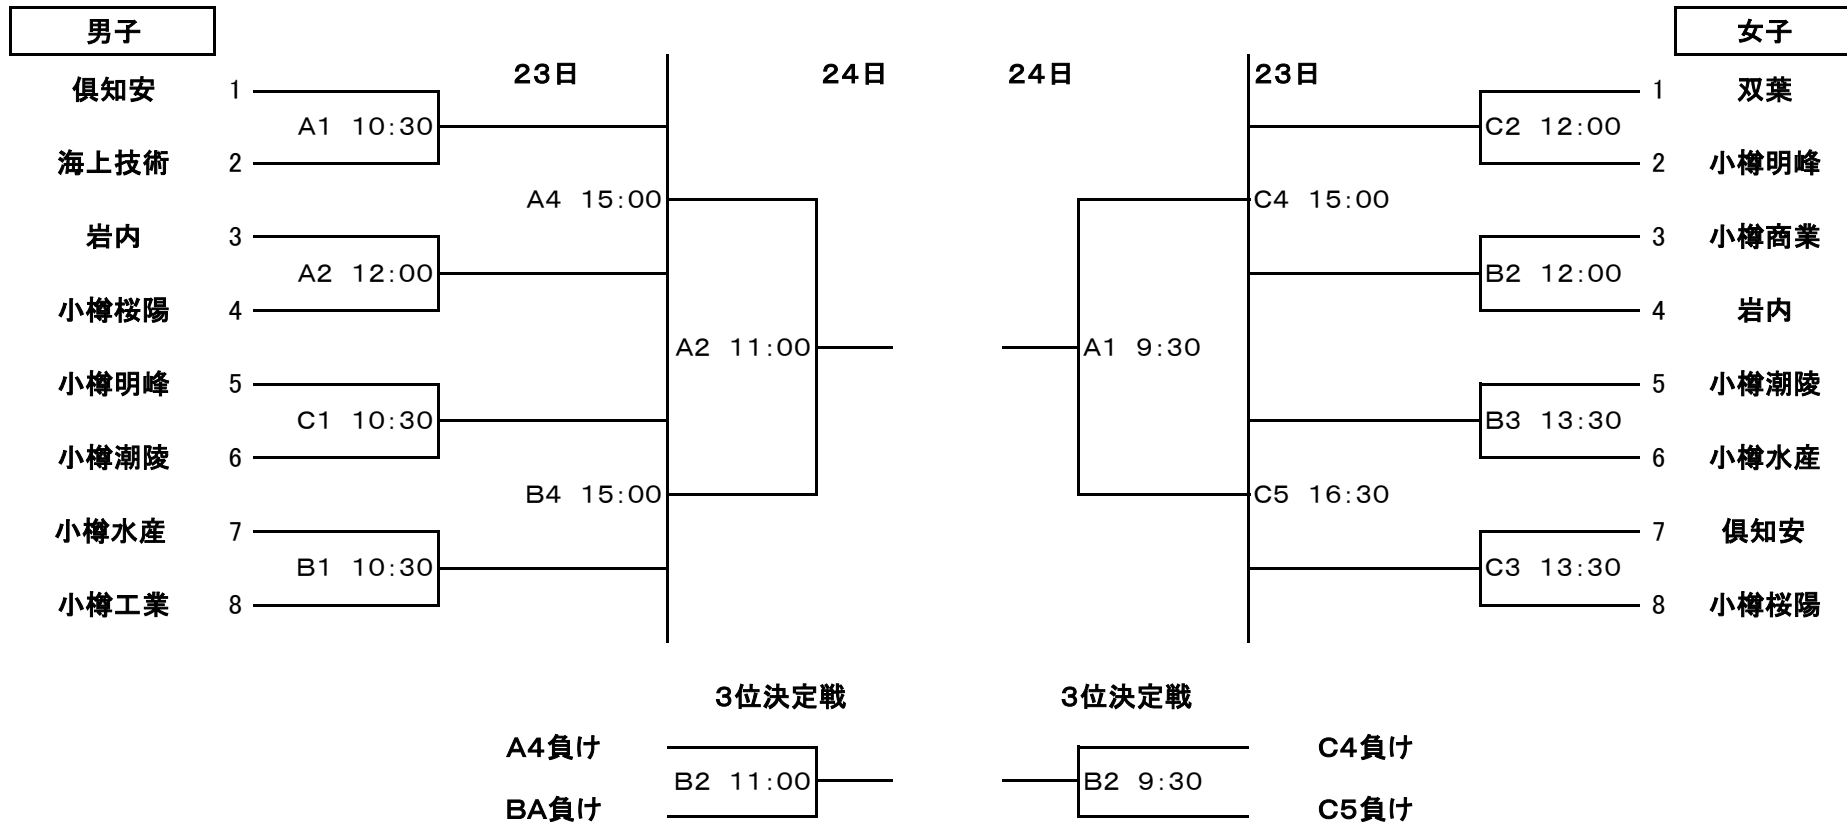 男子
女子
23日
24日
24日
23日
倶知安 1
A1 10:30
海上技術 2
A4 15:00
岩内 3
A2 12:00
小樽桜陽 4
A2 11:00
小樽明峰 5
C1 10:30
小樽潮陵 6
B4 15:00
小樽水産 7
B1 10:30
小樽工業 8
1 双葉
C2 12:00
2 小樽明峰
C4 15:00
3 小樽商業
B2 12:00
4 岩内
A1 9:30
5 小樽潮陵
B3 13:30
6 小樽水産
C5 16:30
7 倶知安
C3 13:30
8 小樽桜陽
3位決定戦
A4負け
B2 11:00
BA負け
3位決定戦
C4負け
B2 9:30
C5負け